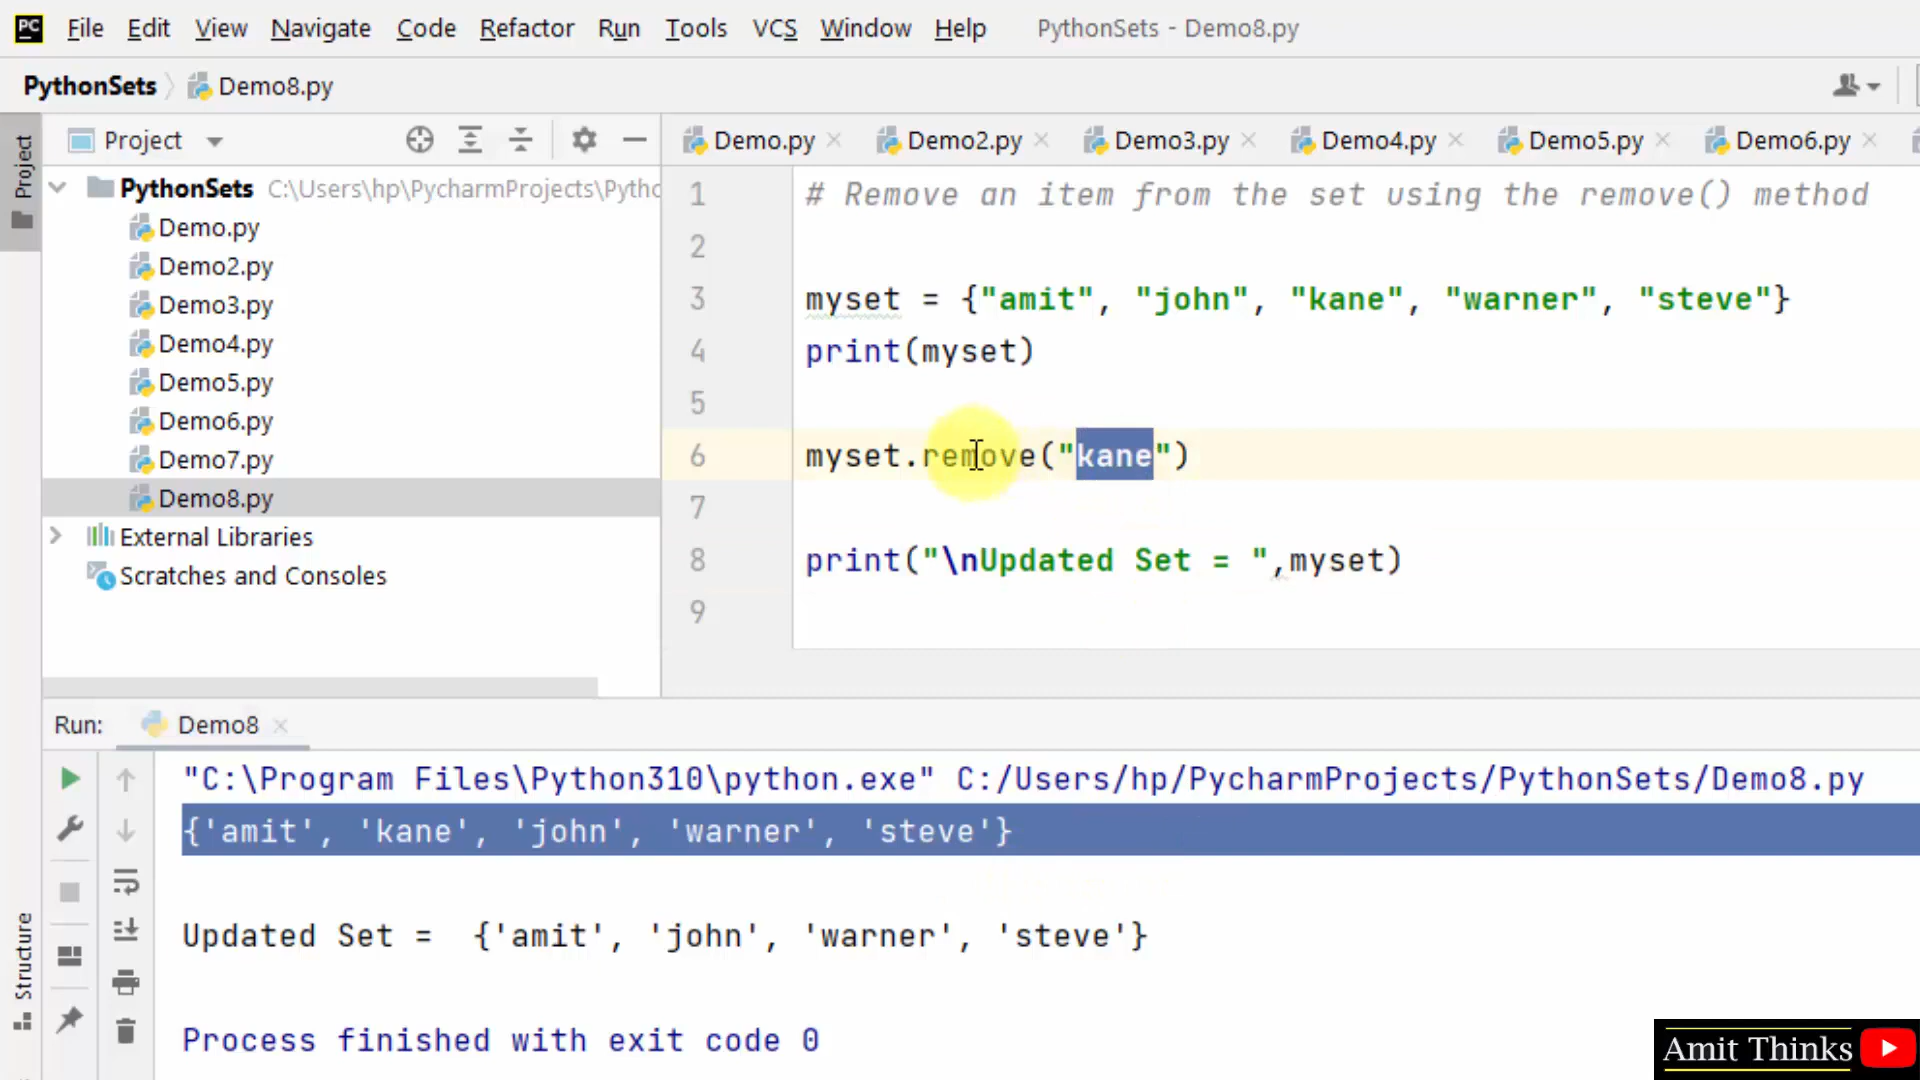 PC File Edit View Navigate Code Refactor Run Tools VCS Window Help PythonSets - Demo8.py
PythonSets Demo8.py
Project
Project
Demo.py Demo2.py Demo3.py Demo4.py Demo5.py Demo6.py
PythonSets C:\Users\hp\PycharmProjects\Pytho
Demo.py
Demo2.py
Demo3.py
Demo4.py
Demo5.py
Demo6.py
Demo7.py
Demo8.py
External Libraries
Scratches and Consoles
1 # Remove an item from the set using the remove() method
2
3 myset = {"amit", "john", "kane", "warner", "steve"}
4 print(myset)
5
6 myset.remove("kane")
7
8 print("\nUpdated Set = ",myset)
9
Run: Demo8
"C:\Program Files\Python310\python.exe" C:/Users/hp/PycharmProjects/PythonSets/Demo8.py
{'amit', 'kane', 'john', 'warner', 'steve'}
Updated Set =  {'amit', 'john', 'warner', 'steve'}
Process finished with exit code 0
Structure
Amit Thinks